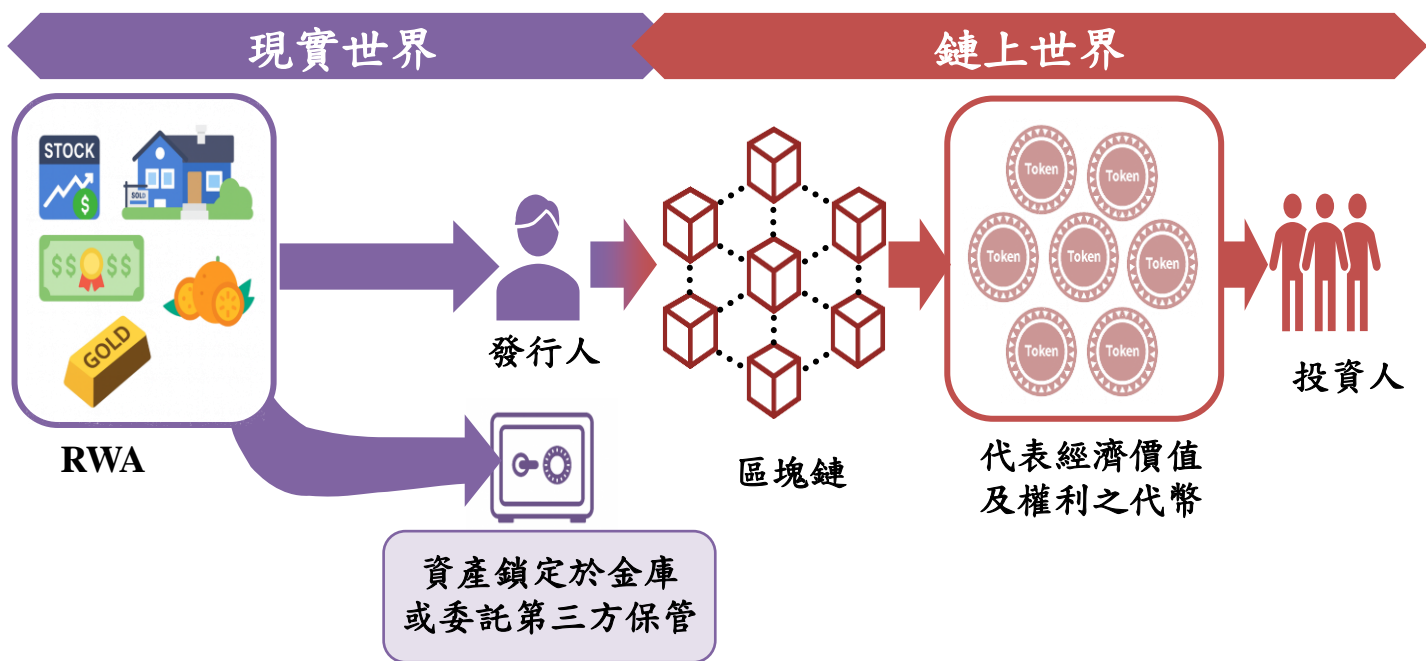 現實世界
鏈上世界
STOCK
$
SOLD
$$ $$
GOLD
RWA
發行人
資產鎖定於金庫
或委託第三方保管
區塊鏈
Token
Token
Token
Token
Token
Token
Token
代表經濟價值
及權利之代幣
投資人